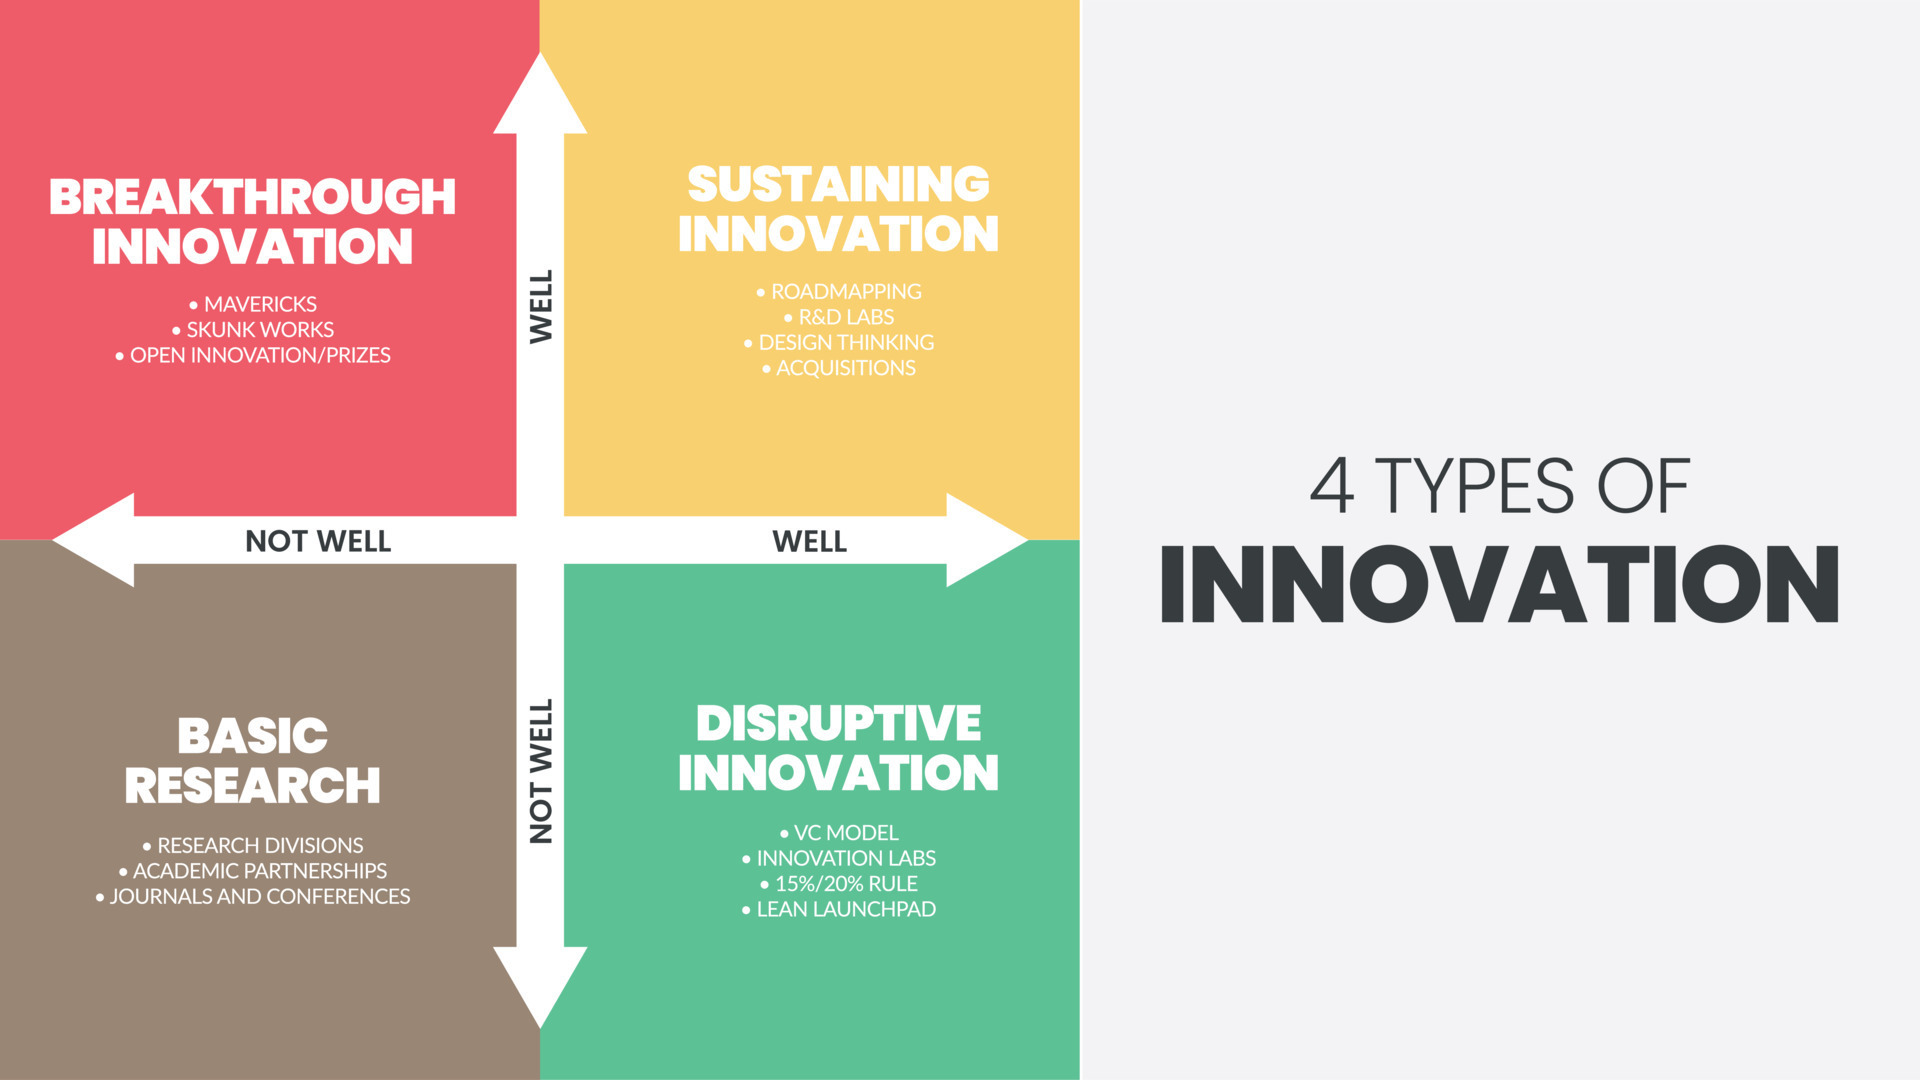 BREAKTHROUGH
INNOVATION
• MAVERICKS
• SKUNK WORKS
• OPEN INNOVATION/PRIZES
SUSTAINING
INNOVATION
• ROADMAPPING
• R&D LABS
• DESIGN THINKING
• ACQUISITIONS
WELL
NOT WELL
WELL
NOT WELL
BASIC
RESEARCH
• RESEARCH DIVISIONS
• ACADEMIC PARTNERSHIPS
• JOURNALS AND CONFERENCES
DISRUPTIVE
INNOVATION
• VC MODEL
• INNOVATION LABS
• 15%/20% RULE
• LEAN LAUNCHPAD
4 TYPES OF
INNOVATION